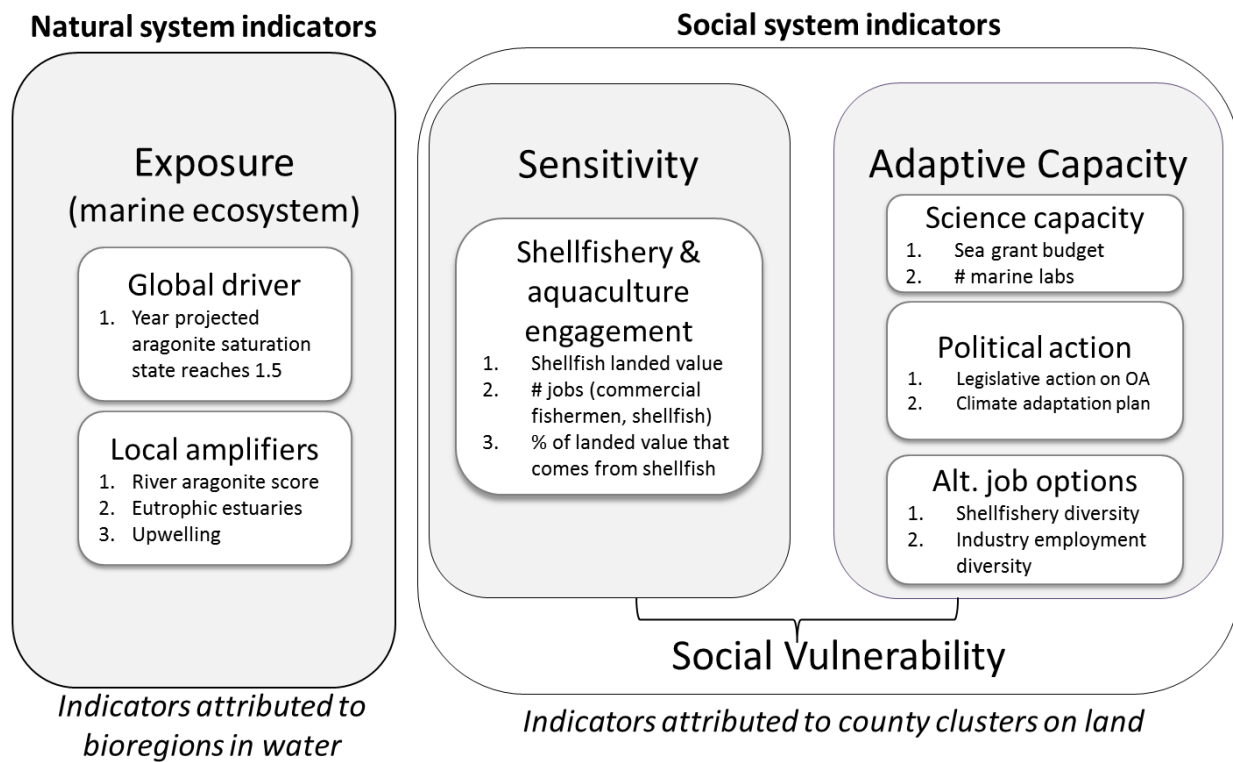 Natural system indicators
Exposure
(marine ecosystem)
Global driver
1. Year projected
aragonite saturation
state reaches 1.5
Local amplifiers
1. River aragonite score
2. Eutrophic estuaries
3. Upwelling
Indicators attributed to
bioregions in water
Social system indicators
Sensitivity
Shellfishery &
aquaculture
engagement
1. Shellfish landed value
2. # jobs (commercial
fishermen, shellfish)
3. % of landed value that
comes from shellfish
Adaptive Capacity
Science capacity
1. Sea grant budget
2. # marine labs
Political action
1. Legislative action on OA
2. Climate adaptation plan
Alt. job options
1. Shellfishery diversity
2. Industry employment
diversity
Social Vulnerability
Indicators attributed to county clusters on land